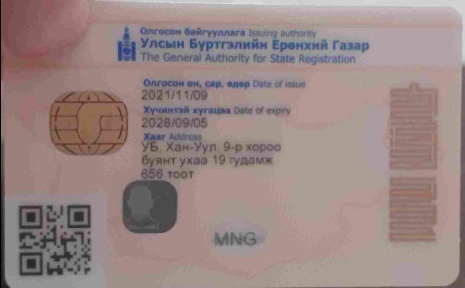 Олгосон байгууллага Issuing authority
Улсын Бүртгэлийн Ерөнхий Газар
The General Authority for State Registration
Олгосон он, сар, өдөр Date of issue
2021/11/09
Хүчинтэй хугацаа Date of expiry
2028/09/05
Хаяг Address
УБ, Хан-Уул, 9-р хороо
буянт ухаа 19 гудамж
656 тоот
MNG